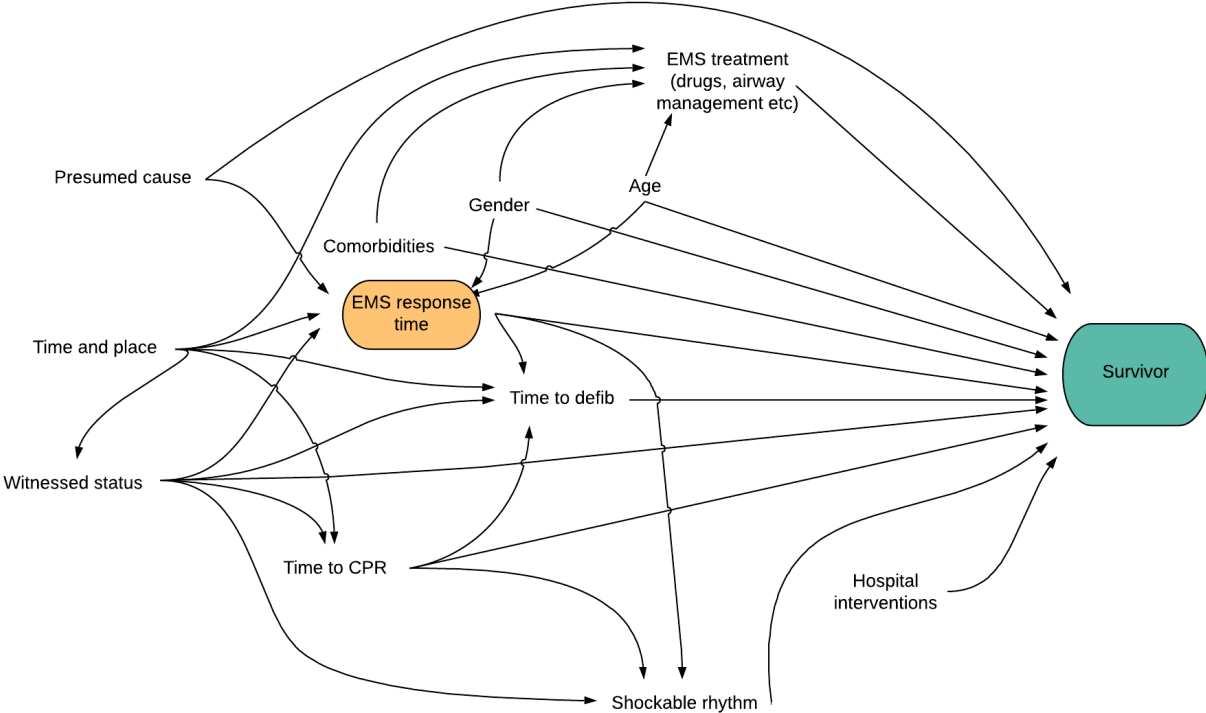 EMS treatment
(drugs, airway
management etc)
Presumed cause
Age
Gender
Comorbidities
EMS response
time
Time and place
Survivor
Time to defib
Witnessed status
Time to CPR
Hospital
interventions
Shockable rhythm